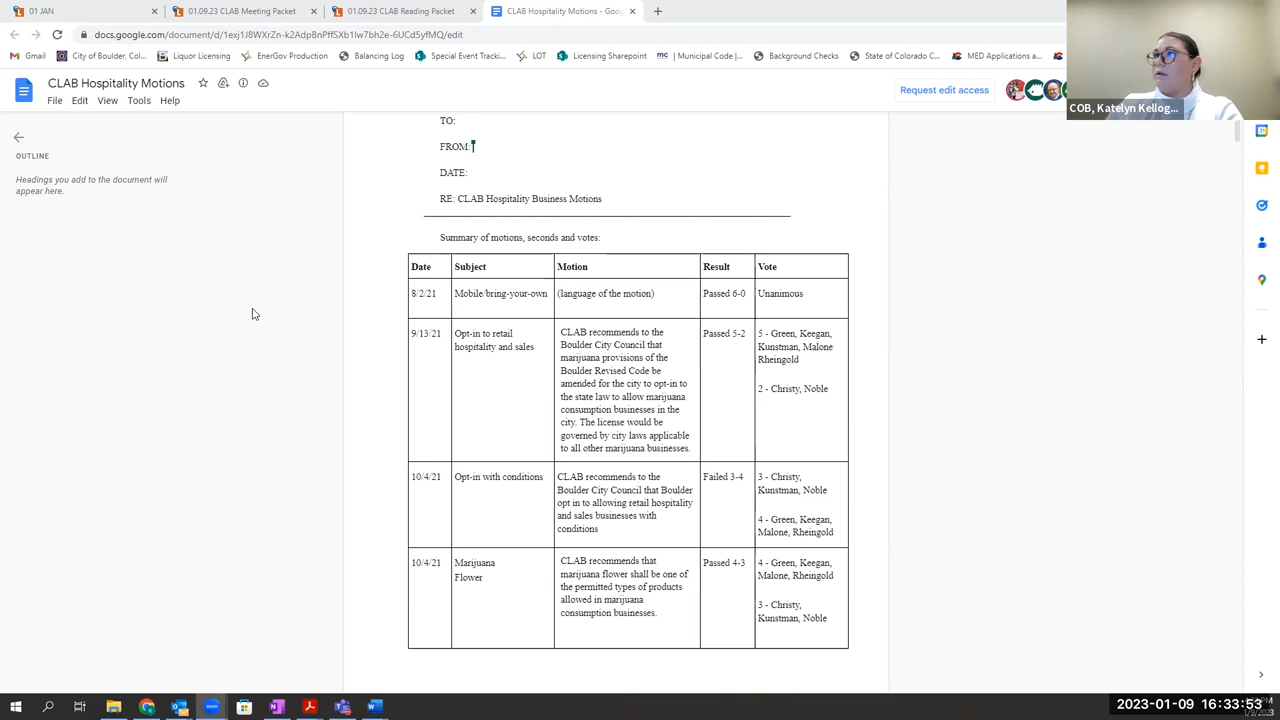 01 JAN
01.09.23 CLAB Meeting Packet
01.09.23 CLAB Reading Packet
CLAB Hospitality Motions - Goo
docs.google.com/document/d/1exj1J8WXrZn-k2AdpBnPffSXb1Iw7bh2e-6UCd5yfMQ/edit
Gmail
City of Boulder, Col...
Liquor Licensing
EnerGov Production
LOT
Balancing Log
Special Event Tracki...
Licensing Sharepoint
| Municipal Code |...
Background Checks
State of Colorado C...
MED Applications a
COB, Katelyn Kellog...
CLAB Hospitality Motions
File Edit View Tools Help
Request edit access
OUTLINE
Headings you add to the document will
appear here.
TO:
FROM:
DATE:
RE: CLAB Hospitality Business Motions
Summary of motions, seconds and votes:
Date Subject Motion Result Vote
8/2/21 Mobile/bring-your-own (language of the motion) Passed 6-0 Unanimous
9/13/21 Opt-in to retail
hospitality and sales
CLAB recommends to the
Boulder City Council that
marijuana provisions of the
Boulder Revised Code be
amended for the city to opt-in to
the state law to allow marijuana
consumption businesses in the
city. The license would be
governed by city laws applicable
to all other marijuana businesses.
Passed 5-2
5 - Green, Keegan,
Kunstman, Malone
Rheingold
2 - Christy, Noble
10/4/21 Opt-in with conditions
CLAB recommends to the
Boulder City Council that Boulder
opt in to allowing retail hospitality
and sales businesses with
conditions
Failed 3-4
3 - Christy,
Kunstman, Noble
4 - Green, Keegan,
Malone, Rheingold
10/4/21 Marijuana
Flower
CLAB recommends that
marijuana flower shall be one of
the permitted types of products
allowed in marijuana
consumption businesses.
Passed 4-3
4 - Green, Keegan,
Malone, Rheingold
3 - Christy,
Kunstman, Noble
2023-01-09 16:33:53